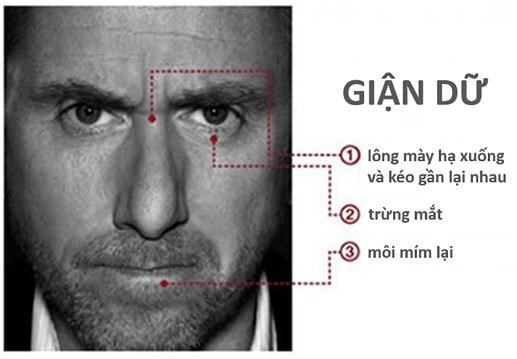 GIẬN DỮ
1 lông mày hạ xuống
và kéo gần lại nhau
2 trừng mắt
3 môi mím lại